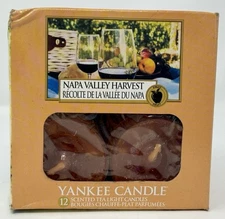 NAPA VALLEY HARVEST
RÉCOLTE DE LA VALLÉE DU NAPA
YANKEE CANDLE
12 SCENTED TEA LIGHT CANDLES
BOUGIES CHAUFFE-PLAT PARFUMÉES